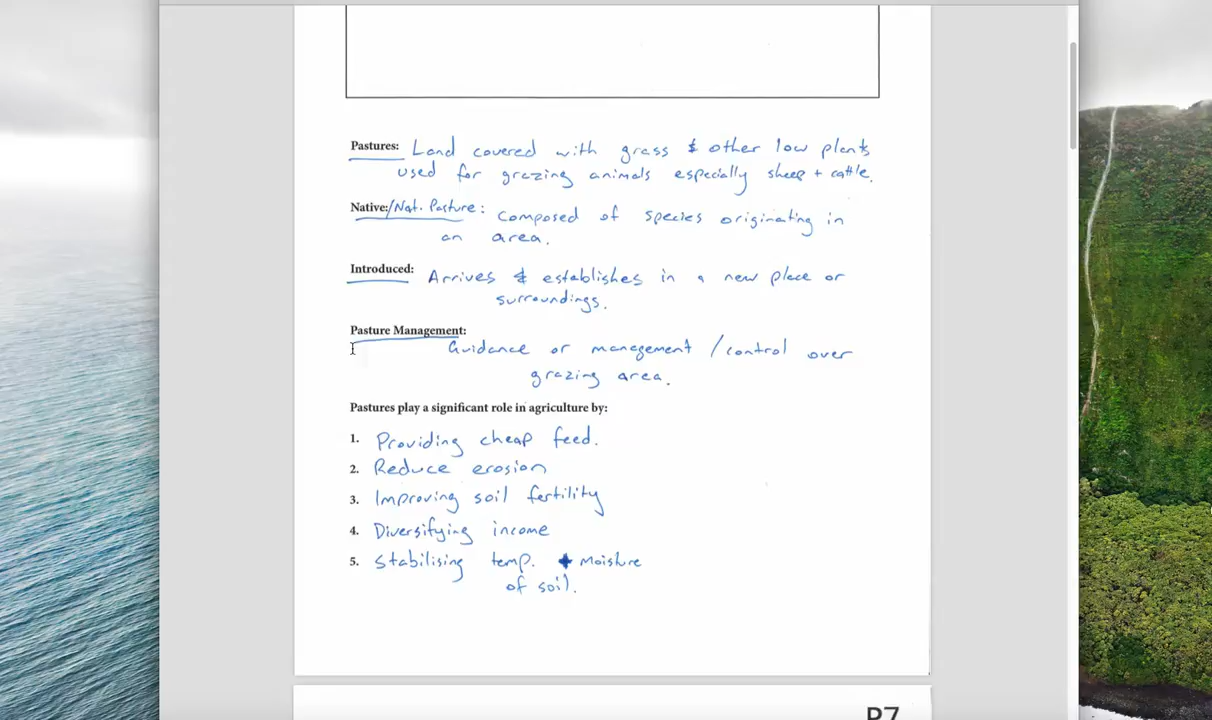 Pastures: Land covered with grass & other low plants
used for grazing animals especially sheep + cattle.
Native:/Nat. Pasture: composed of species originating in
an area.
Introduced: Arrives & establishes in a new place or
surroundings.
Pasture Management:
Guidance or management /control over
grazing area.
Pastures play a significant role in agriculture by:
1. Providing cheap feed.
2. Reduce erosion
3. Improving soil fertility
4. Diversifying income
5. Stabilising temp. + Moisture
of soil.
P7